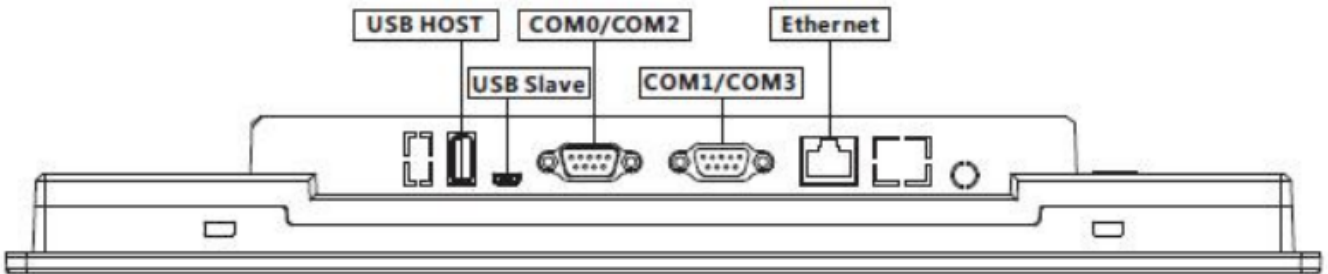 USB HOST
COM0/COM2
Ethernet
USB Slave
COM1/COM3